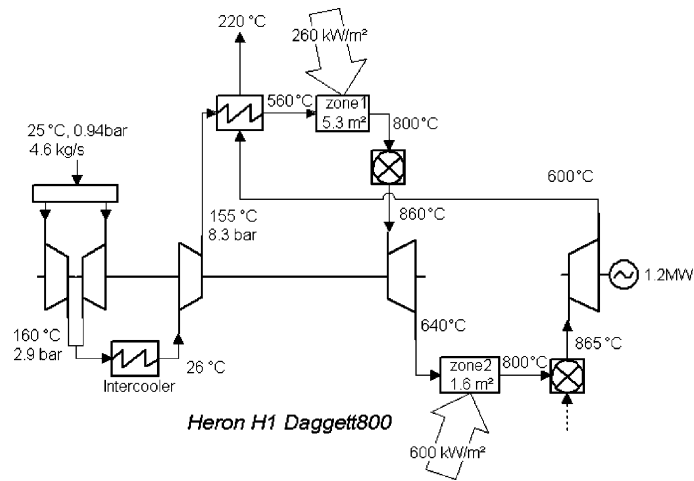 220 °C
260 kW/m²
560°C
zone1
5.3 m²
800°C
25 °C, 0.94bar
4.6 kg/s
600°C
155 °C
8.3 bar
860°C
1.2MW
160 °C
2.9 bar
26 °C
Intercooler
640°C
zone2
1.6 m²
800°C
865°C
Heron H1 Daggett800
600 kW/m²